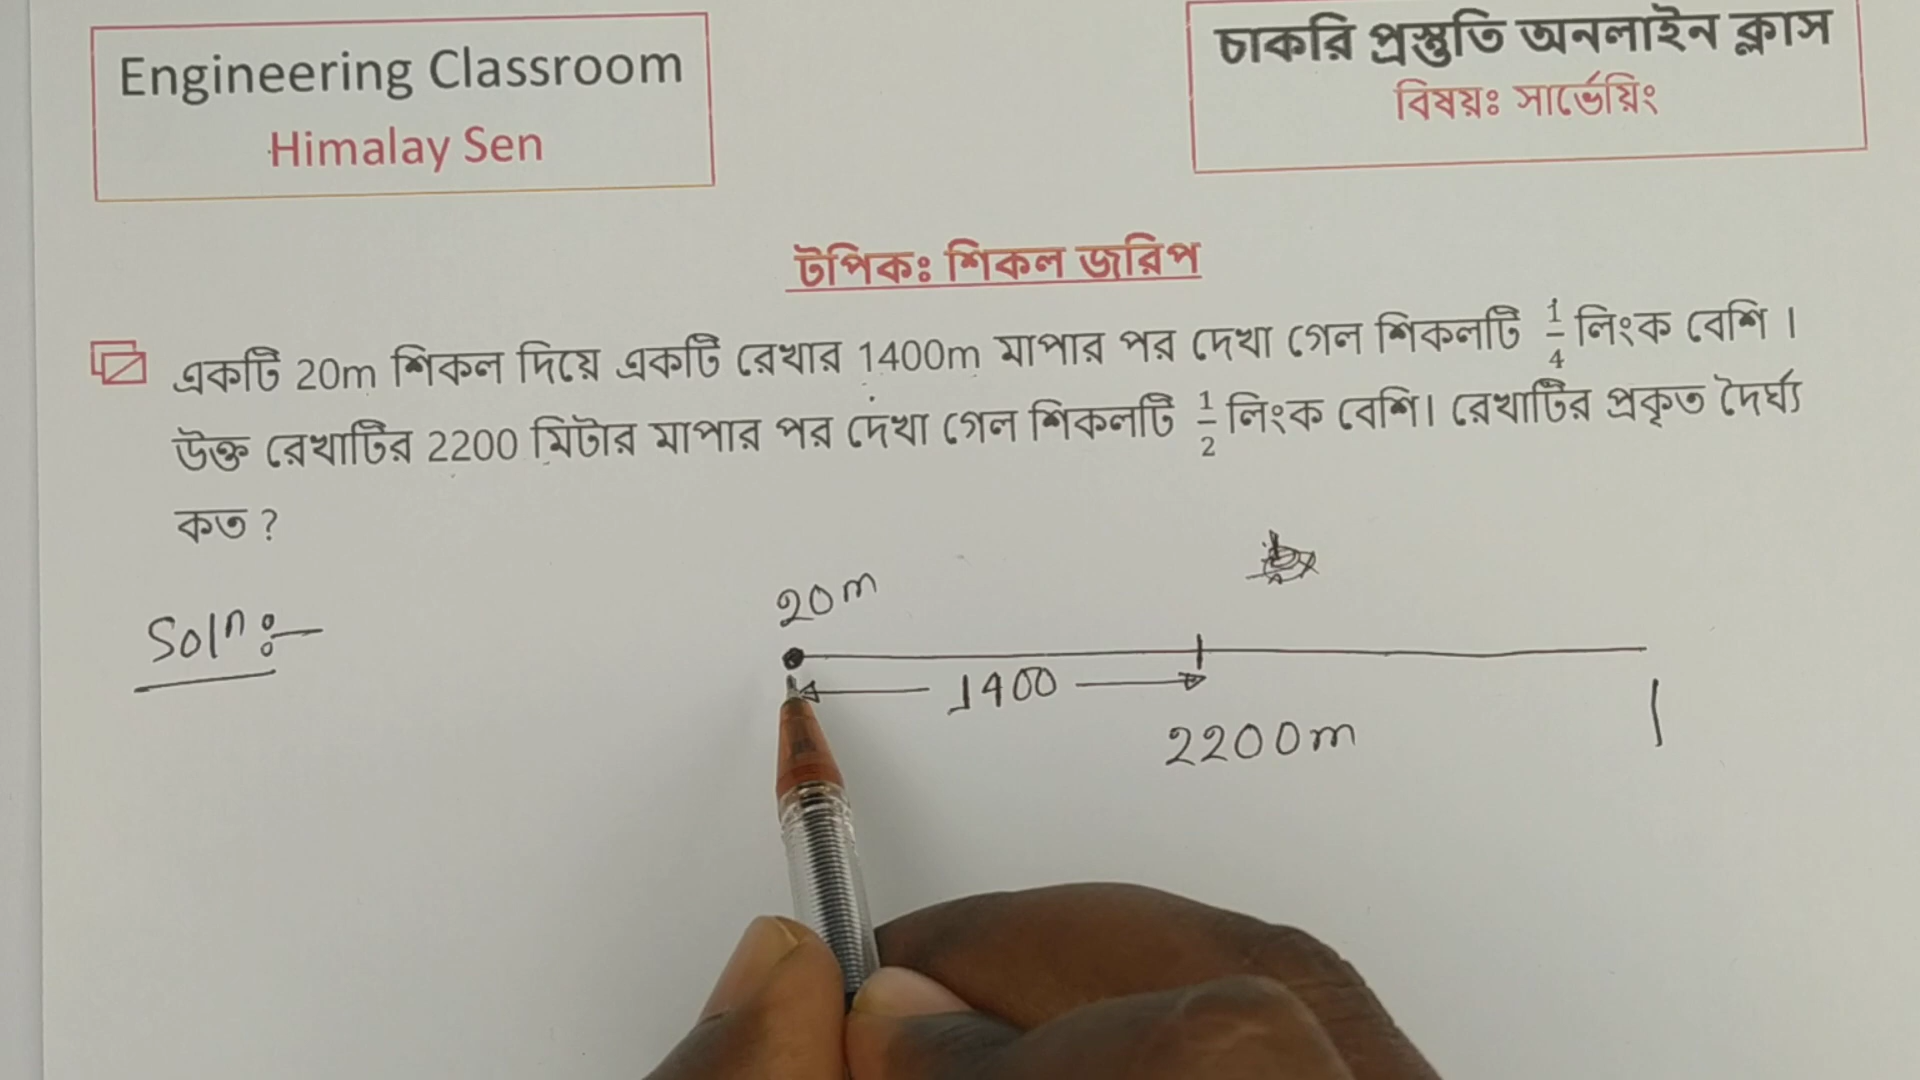 Engineering Classroom
Himalay Sen
চাকরি প্রস্তুতি অনলাইন ক্লাস
বিষয়ঃ সার্ভেয়িং
টপিকঃ শিকল জরিপ
একটি 20m শিকল দিয়ে একটি রেখার 1400m মাপার পর দেখা গেল শিকলটি 1/4 লিংক বেশি ।
উক্ত রেখাটির 2200 মিটার মাপার পর দেখা গেল শিকলটি 1/2 লিংক বেশি। রেখাটির প্রকৃত দৈর্ঘ্য
কত ?
Soln:-
20m
1400
2200m